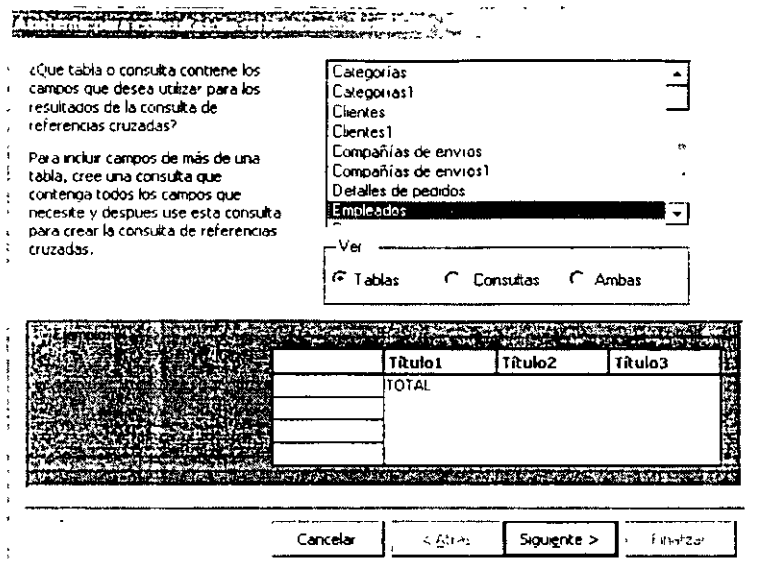 ¿Que tabla o consulta contiene los
campos que desea utilizar para los
resultados de la consulta de
referencias cruzadas?
Para incluir campos de más de una
tabla, cree una consulta que
contenga todos los campos que
necesite y despues use esta consulta
para crear la consulta de referencias
cruzadas.
Categorías
Categorias1
Clientes
Clientes1
Compañías de envios
Compañías de envios1
Detalles de pedidos
Empleados
Ver
Tablas
Consultas
Ambas
Título1 Título2 Título3
TOTAL
Cancelar < Atrás Siguiente > Finalizar